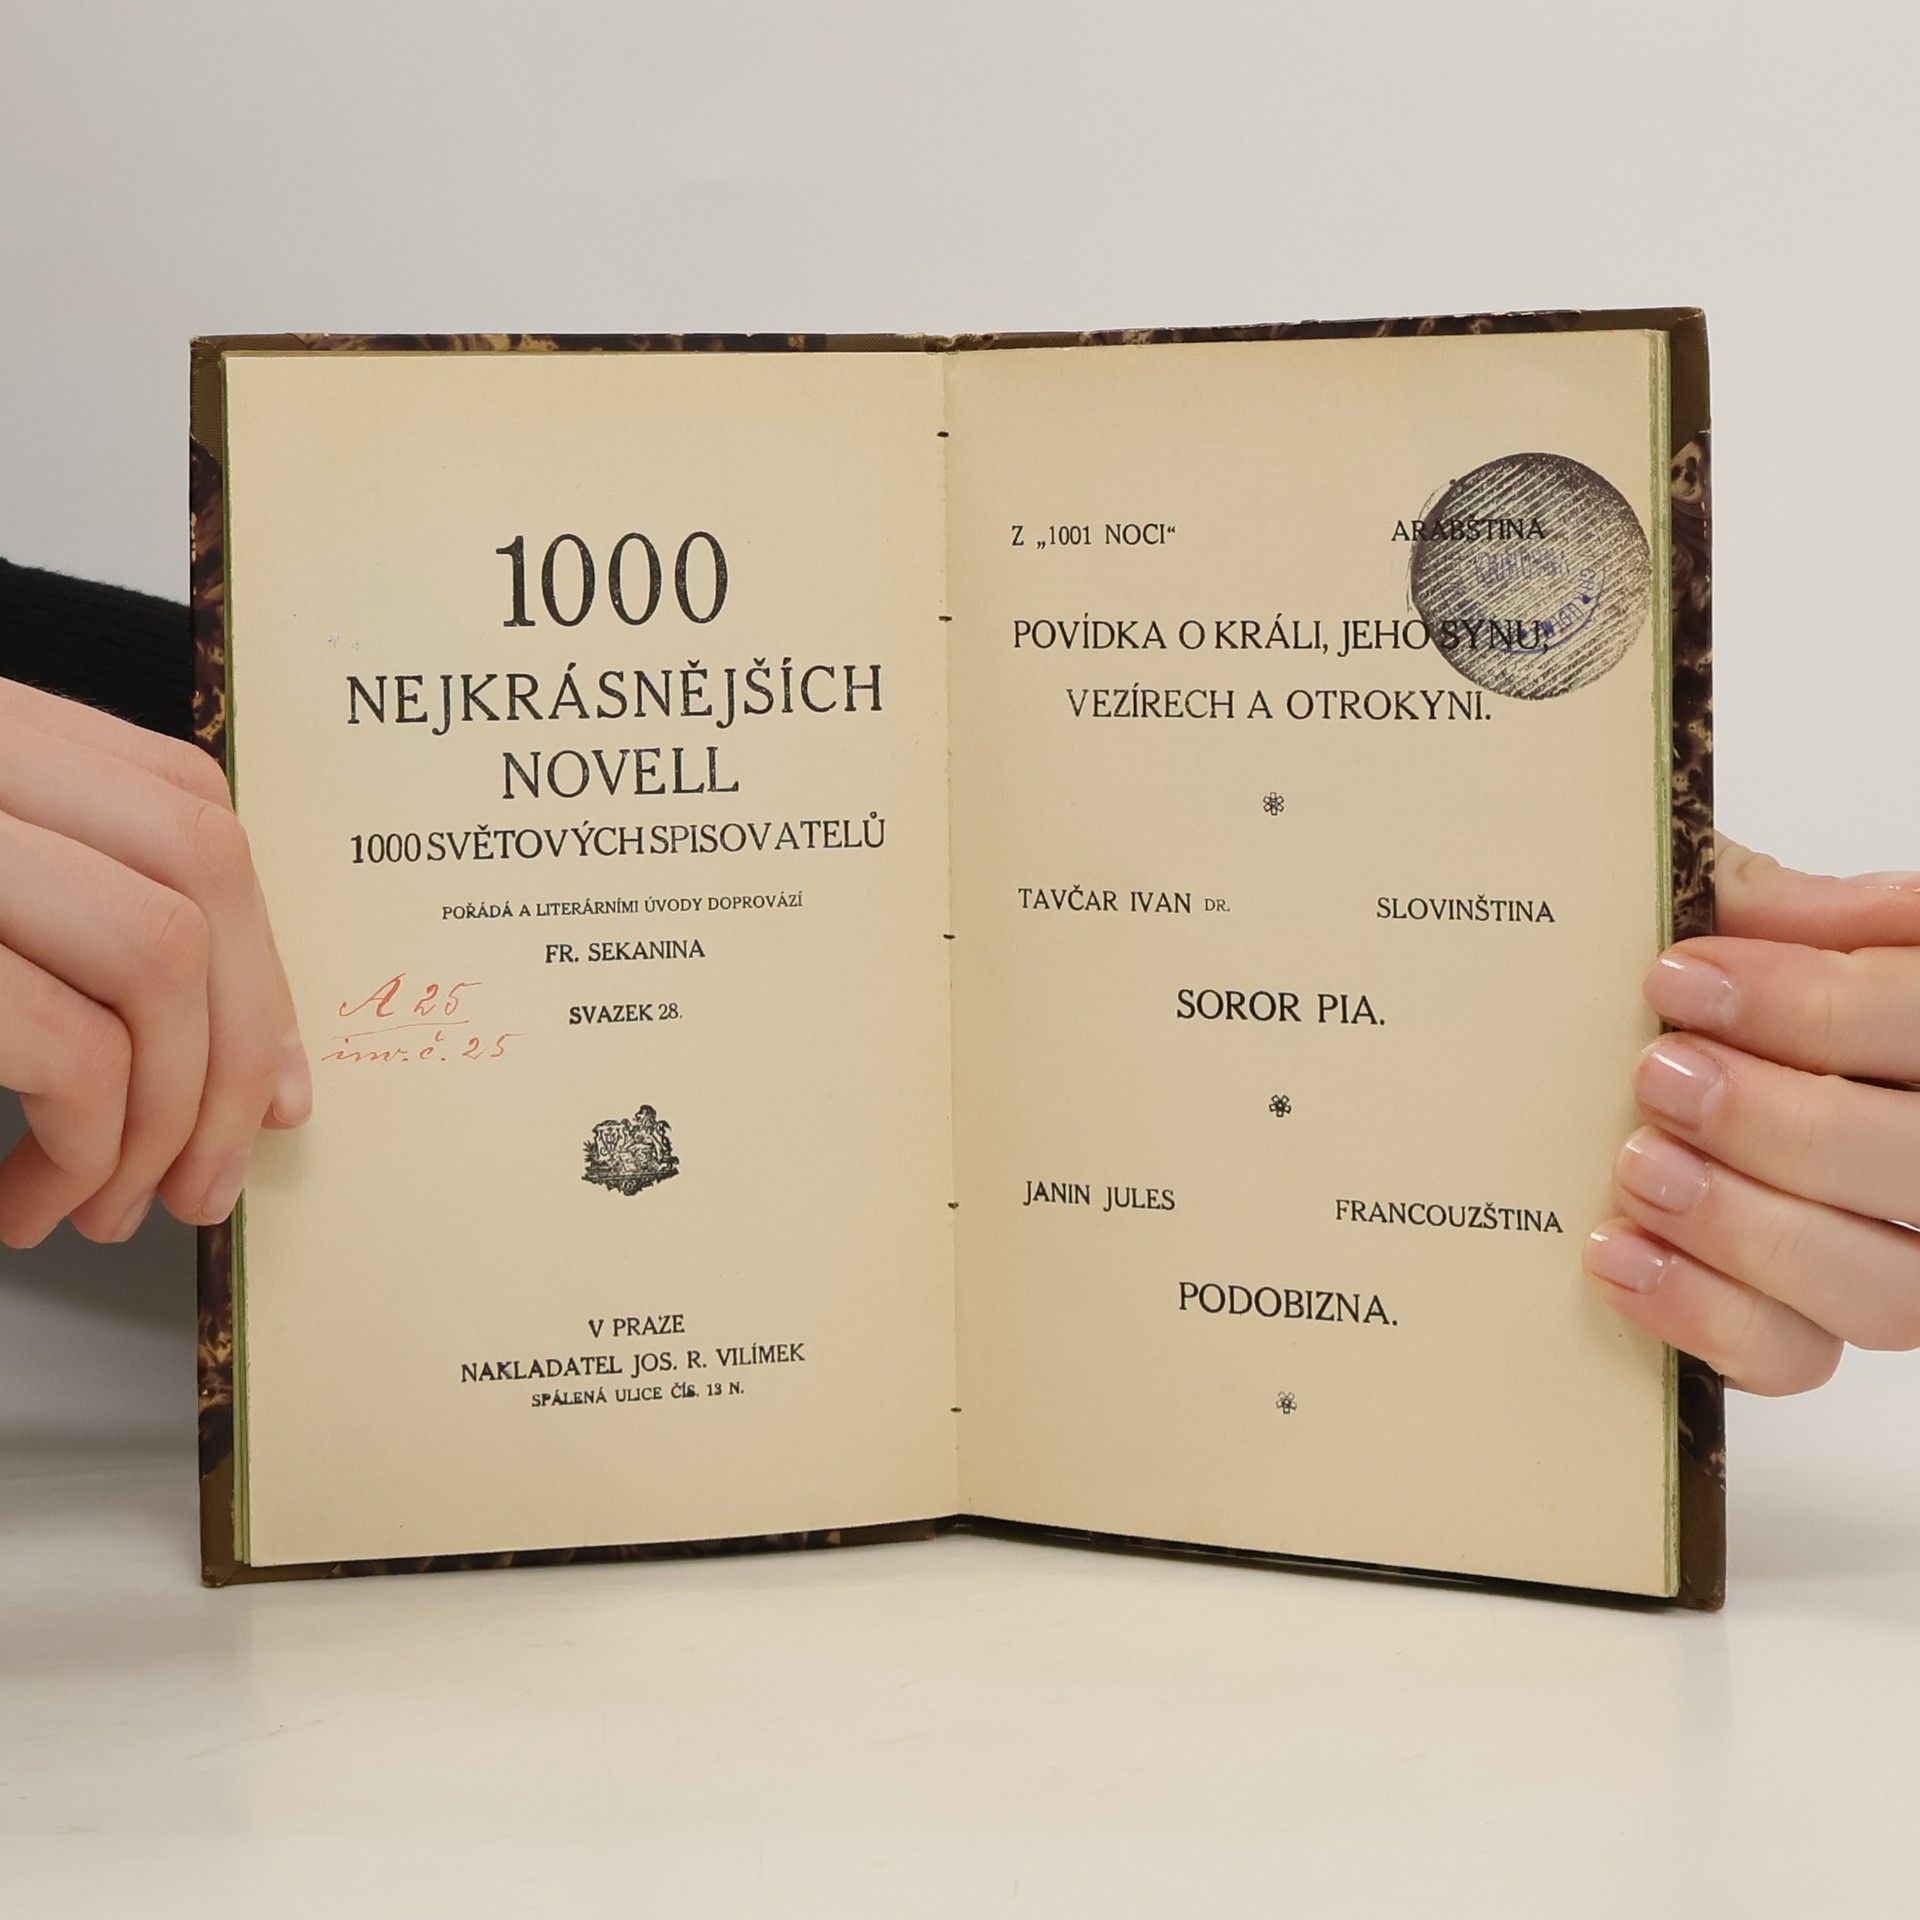 1000
NEJKRÁSNĚJŠÍCH
NOVELL
1000 SVĚTOVÝCH SPISOVATELŮ
POŘÁDÁ A LITERÁRNÍMI ÚVODY DOPROVÁZÍ
FR. SEKANINA
A 25
inv. č. 25
SVAZEK 28.
V PRAZE
NAKLADATEL JOS. R. VILÍMEK
SPÁLENÁ ULICE ČÍS. 13 N.
Z „1001 NOCI“ ARABŠTINA
POVÍDKA O KRÁLI, JEHO SYNU,
VEZÍRECH A OTROKYNI.
TAVČAR IVAN DR. SLOVINŠTINA
SOROR PIA.
JANIN JULES FRANCOUZŠTINA
PODOBIZNA.